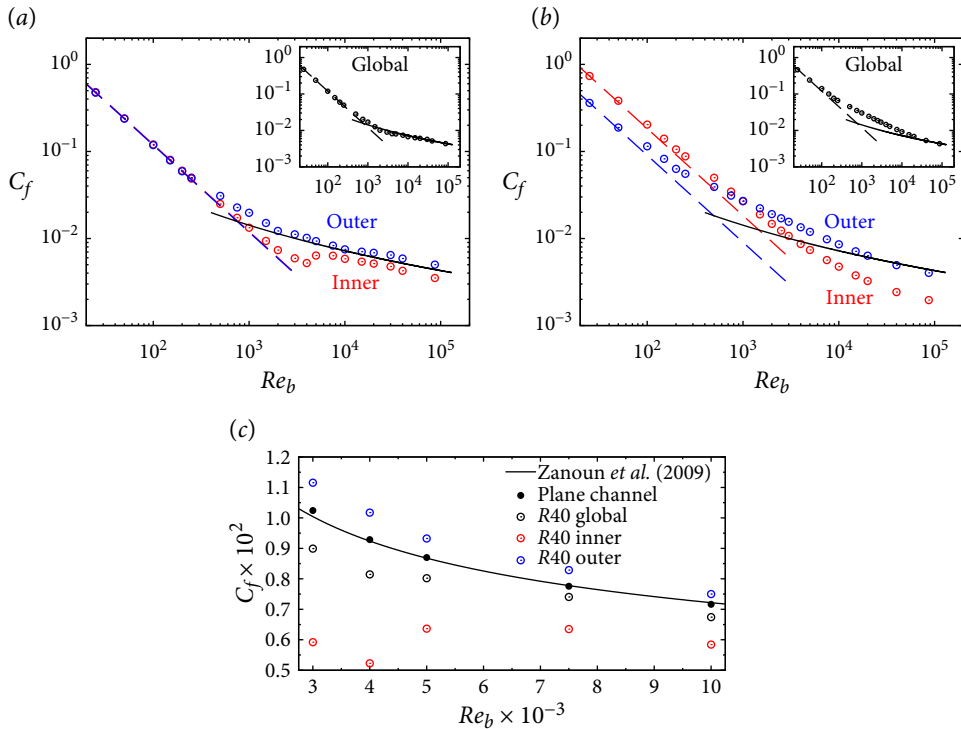 (a)
(b)
10^0
10^-1
10^-2
10^-3
C_f
10^2
10^3
10^4
10^5
Re_b
Outer
Inner
Global
10^0
10^-1
10^-2
10^-3
10^2
10^3
10^4
10^5
10^0
10^-1
10^-2
10^-3
C_f
10^2
10^3
10^4
10^5
Re_b
Outer
Inner
Global
10^0
10^-1
10^-2
10^-3
10^2
10^3
10^4
10^5
(c)
1.2
1.1
1.0
0.9
0.8
0.7
0.6
0.5
C_f × 10^2
Zanoun et al. (2009)
Plane channel
R40 global
R40 inner
R40 outer
3 4 5 6 7 8 9 10
Re_b × 10^-3